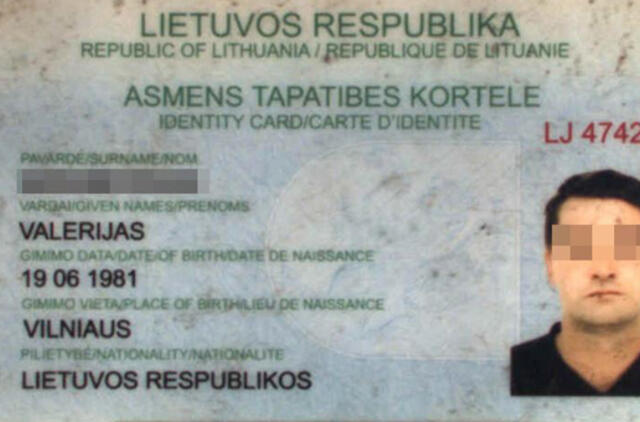 LIETUVOS RESPUBLIKA
REPUBLIC OF LITHUANIA / REPUBLIQUE DE LITUANIE
ASMENS TAPATIBES KORTELE
IDENTITY CARD/CARTE D'IDENTITE
LJ 4742
PAVARDĖ/SURNAME/NOM
VARDAI/GIVEN NAMES/PRENOMS
VALERIJAS
GIMIMO DATA/DATE/OF BIRTH/DATE DE NAISSANCE
19 06 1981
GIMIMO VIETA/PLACE OF BIRTH/LIEU DE NAISSANCE
VILNIAUS
PILIETYBĖ/NATIONALITY/NATIONALITE
LIETUVOS RESPUBLIKOS